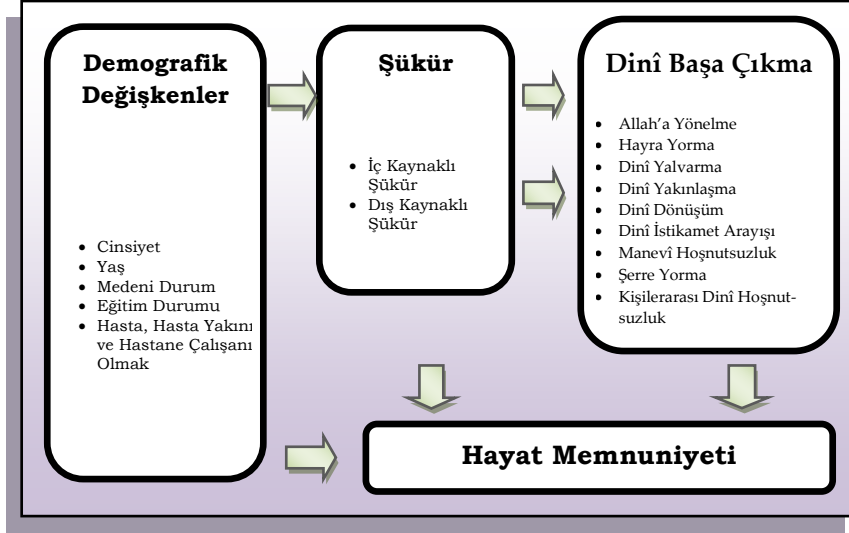 Demografik
Değişkenler
• Cinsiyet
• Yaş
• Medeni Durum
• Eğitim Durumu
• Hasta, Hasta Yakını
ve Hastane Çalışanı
Olmak
Şükür
• İç Kaynaklı
Şükür
• Dış Kaynaklı
Şükür
Dinî Başa Çıkma
• Allah’a Yönelme
• Hayra Yorma
• Dinî Yalvarma
• Dinî Yakınlaşma
• Dinî Dönüşüm
• Dinî İstikamet Arayışı
• Manevî Hoşnutsuzluk
• Şerre Yorma
• Kişilerarası Dinî Hoşnut-
suzluk
Hayat Memnuniyeti